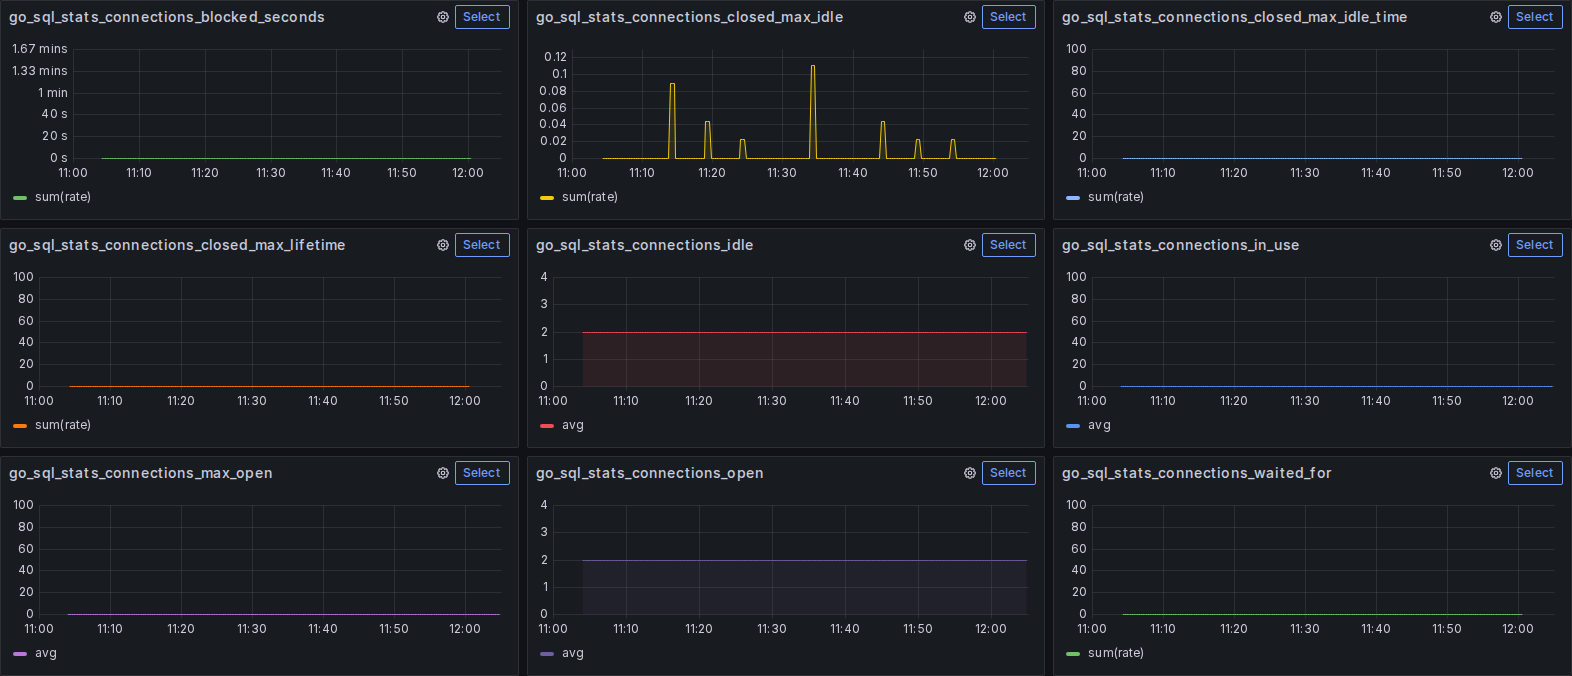 go_sql_stats_connections_blocked_seconds Select
1.67 mins
1.33 mins
1 min
40 s
20 s
0 s
11:00 11:10 11:20 11:30 11:40 11:50 12:00
sum(rate)
go_sql_stats_connections_closed_max_idle Select
0.12
0.1
0.08
0.06
0.04
0.02
0
11:00 11:10 11:20 11:30 11:40 11:50 12:00
sum(rate)
go_sql_stats_connections_closed_max_idle_time Select
100
80
60
40
20
0
11:00 11:10 11:20 11:30 11:40 11:50 12:00
sum(rate)
go_sql_stats_connections_closed_max_lifetime Select
100
80
60
40
20
0
11:00 11:10 11:20 11:30 11:40 11:50 12:00
sum(rate)
go_sql_stats_connections_idle Select
4
3
2
1
0
11:00 11:10 11:20 11:30 11:40 11:50 12:00
avg
go_sql_stats_connections_in_use Select
100
80
60
40
20
0
11:00 11:10 11:20 11:30 11:40 11:50 12:00
avg
go_sql_stats_connections_max_open Select
100
80
60
40
20
0
11:00 11:10 11:20 11:30 11:40 11:50 12:00
avg
go_sql_stats_connections_open Select
4
3
2
1
0
11:00 11:10 11:20 11:30 11:40 11:50 12:00
avg
go_sql_stats_connections_waited_for Select
100
80
60
40
20
0
11:00 11:10 11:20 11:30 11:40 11:50 12:00
sum(rate)